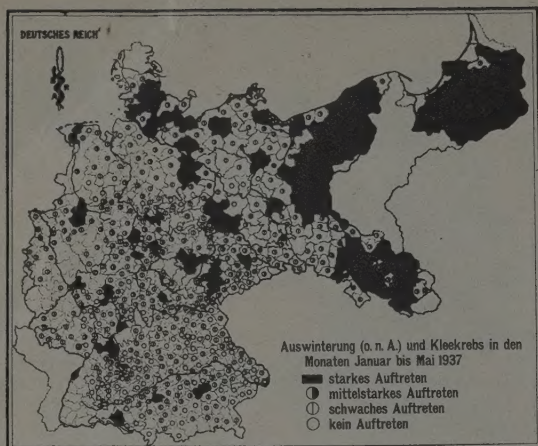 DEUTSCHES REICH
Auswinterung (o. n. A.) und Kleekrebs in den
Monaten Januar bis Mai 1937
starkes Auftreten
mittelstarkes Auftreten
schwaches Auftreten
kein Auftreten